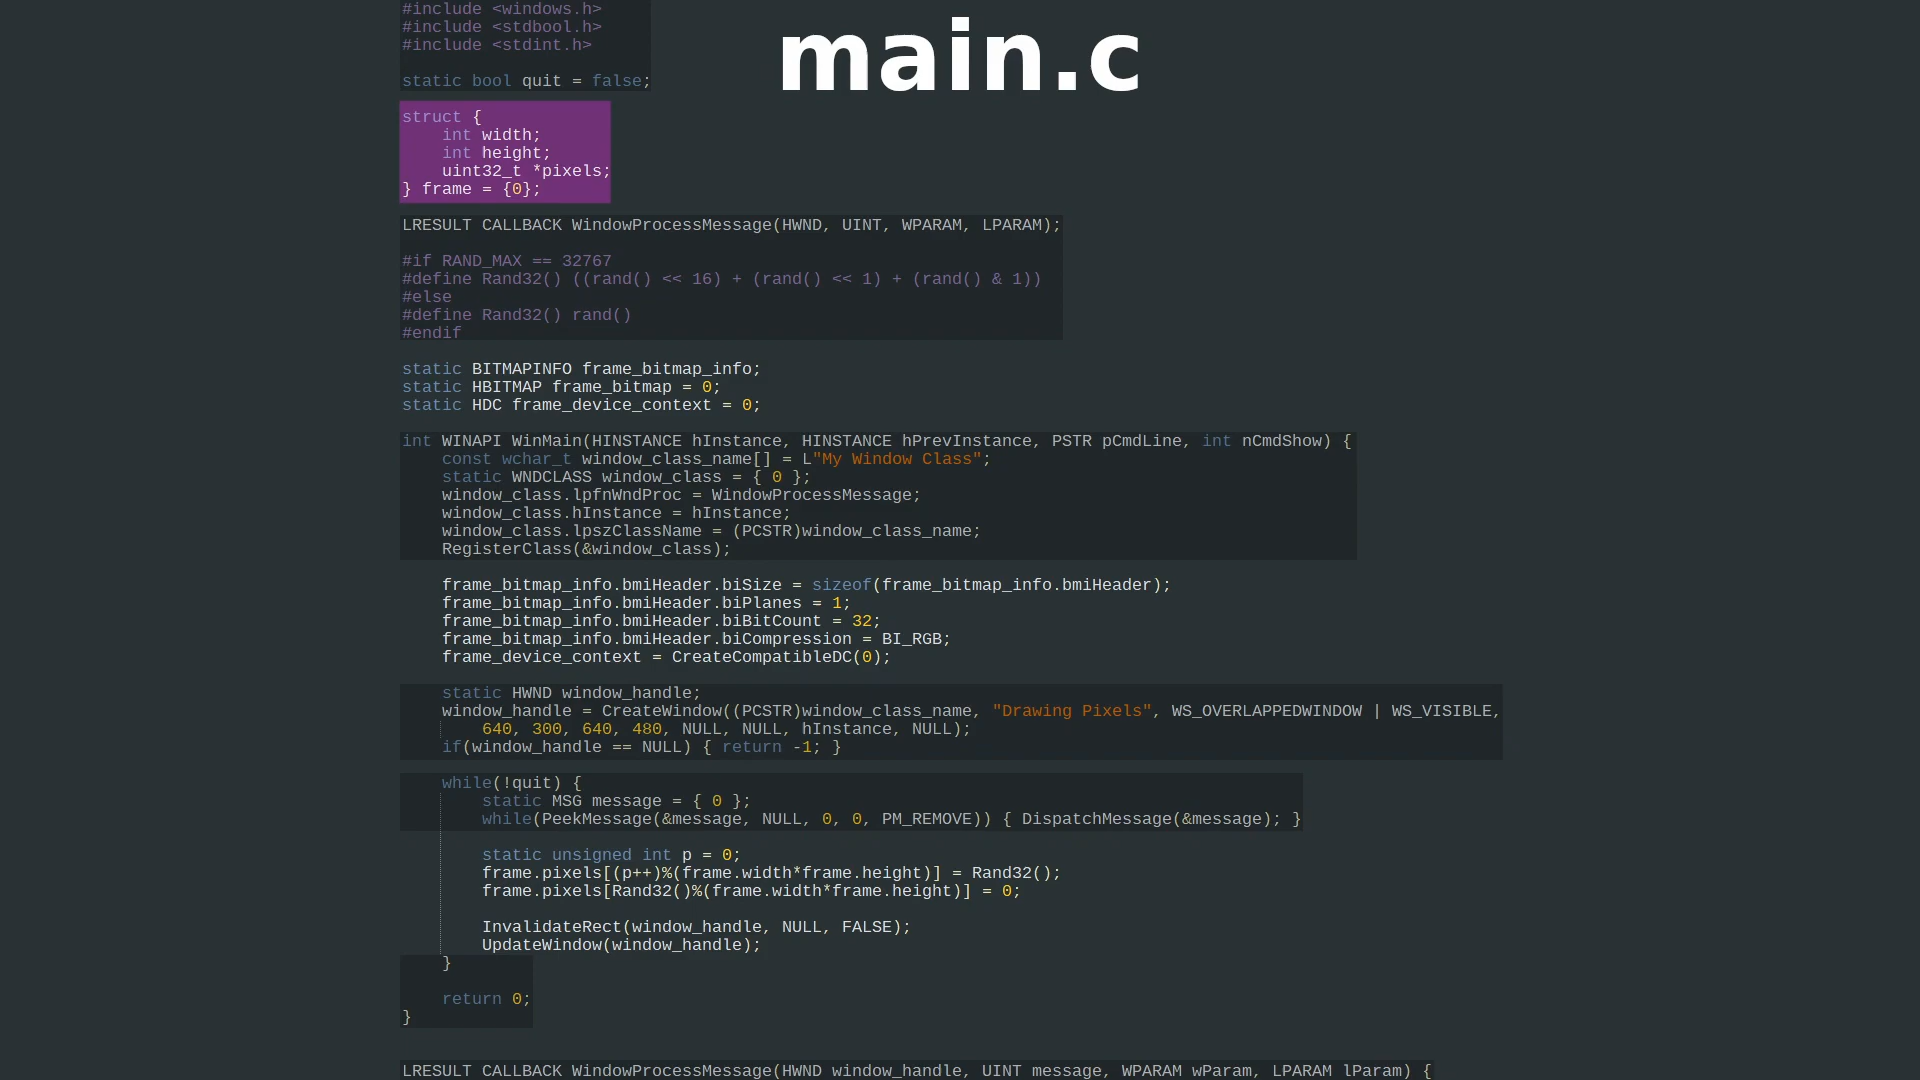 #include <windows.h>
#include <stdbool.h>
#include <stdint.h>
main.c
static bool quit = false;
struct {
    int width;
    int height;
    uint32_t *pixels;
} frame = {0};
LRESULT CALLBACK WindowProcessMessage(HWND, UINT, WPARAM, LPARAM);
#if RAND_MAX == 32767
#define Rand32() ((rand() << 16) + (rand() << 1) + (rand() & 1))
#else
#define Rand32() rand()
#endif
static BITMAPINFO frame_bitmap_info;
static HBITMAP frame_bitmap = 0;
static HDC frame_device_context = 0;
int WINAPI WinMain(HINSTANCE hInstance, HINSTANCE hPrevInstance, PSTR pCmdLine, int nCmdShow) {
    const wchar_t window_class_name[] = L"My Window Class";
    static WNDCLASS window_class = { 0 };
    window_class.lpfnWndProc = WindowProcessMessage;
    window_class.hInstance = hInstance;
    window_class.lpszClassName = (PCSTR)window_class_name;
    RegisterClass(&window_class);
    frame_bitmap_info.bmiHeader.biSize = sizeof(frame_bitmap_info.bmiHeader);
    frame_bitmap_info.bmiHeader.biPlanes = 1;
    frame_bitmap_info.bmiHeader.biBitCount = 32;
    frame_bitmap_info.bmiHeader.biCompression = BI_RGB;
    frame_device_context = CreateCompatibleDC(0);
    static HWND window_handle;
    window_handle = CreateWindow((PCSTR)window_class_name, "Drawing Pixels", WS_OVERLAPPEDWINDOW | WS_VISIBLE,
        640, 300, 640, 480, NULL, NULL, hInstance, NULL);
    if(window_handle == NULL) { return -1; }
    while(!quit) {
        static MSG message = { 0 };
        while(PeekMessage(&message, NULL, 0, 0, PM_REMOVE)) { DispatchMessage(&message); }
        static unsigned int p = 0;
        frame.pixels[(p++)%(frame.width*frame.height)] = Rand32();
        frame.pixels[Rand32()%(frame.width*frame.height)] = 0;
        InvalidateRect(window_handle, NULL, FALSE);
        UpdateWindow(window_handle);
    }
    return 0;
}
LRESULT CALLBACK WindowProcessMessage(HWND window_handle, UINT message, WPARAM wParam, LPARAM lParam) {